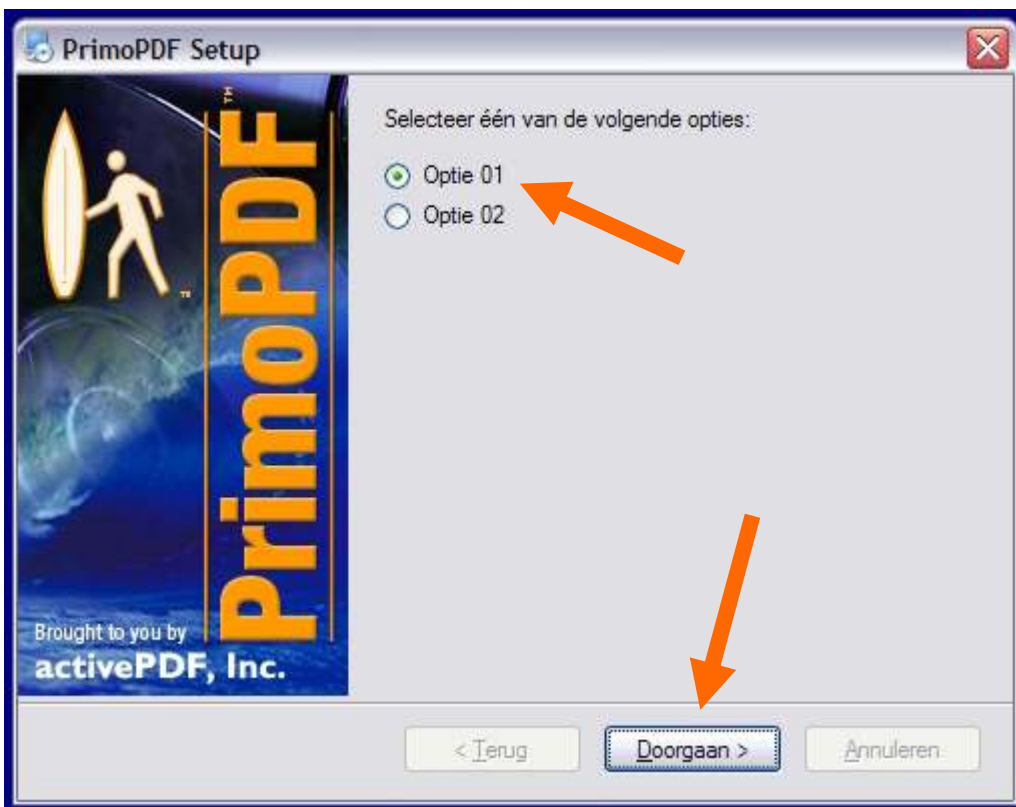 PrimoPDF Setup
Selecteer één van de volgende opties:
Optie 01
Optie 02
PrimoPDF™
TM
Brought to you by
activePDF, Inc.
< Terug
Doorgaan >
Annuleren